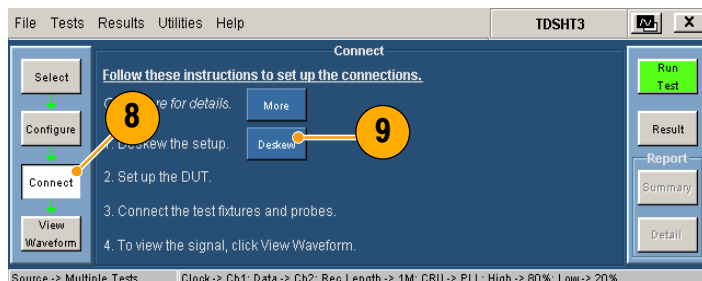 File Tests Results Utilities Help TDSHT3 X
Connect
Follow these instructions to set up the connections.
Select
for details. More
8
9
Configure
1. Deskew the setup. Deskew
Connect
2. Set up the DUT.
3. Connect the test fixtures and probes.
View
Waveform
4. To view the signal, click View Waveform.
Run
Test
Result
Report
Summary
Detail
Source -> Multiple Tests Clock -> Ch1: Data -> Ch2: Rec Length -> 1M: CRU -> PLL: High -> 80%: Low -> 20%